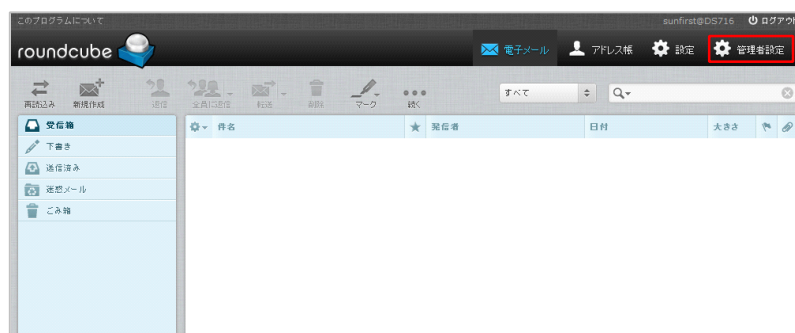 このプログラムについて sunfirst@DS716 ログアウト
roundcube 電子メール アドレス帳 設定 管理者設定
再読込み 新規作成 返信 全員に返信 転送 削除 マーク 続く すべて
受信箱 件名 発信者 日付 大きさ
下書き
送信済み
迷惑メール
ごみ箱